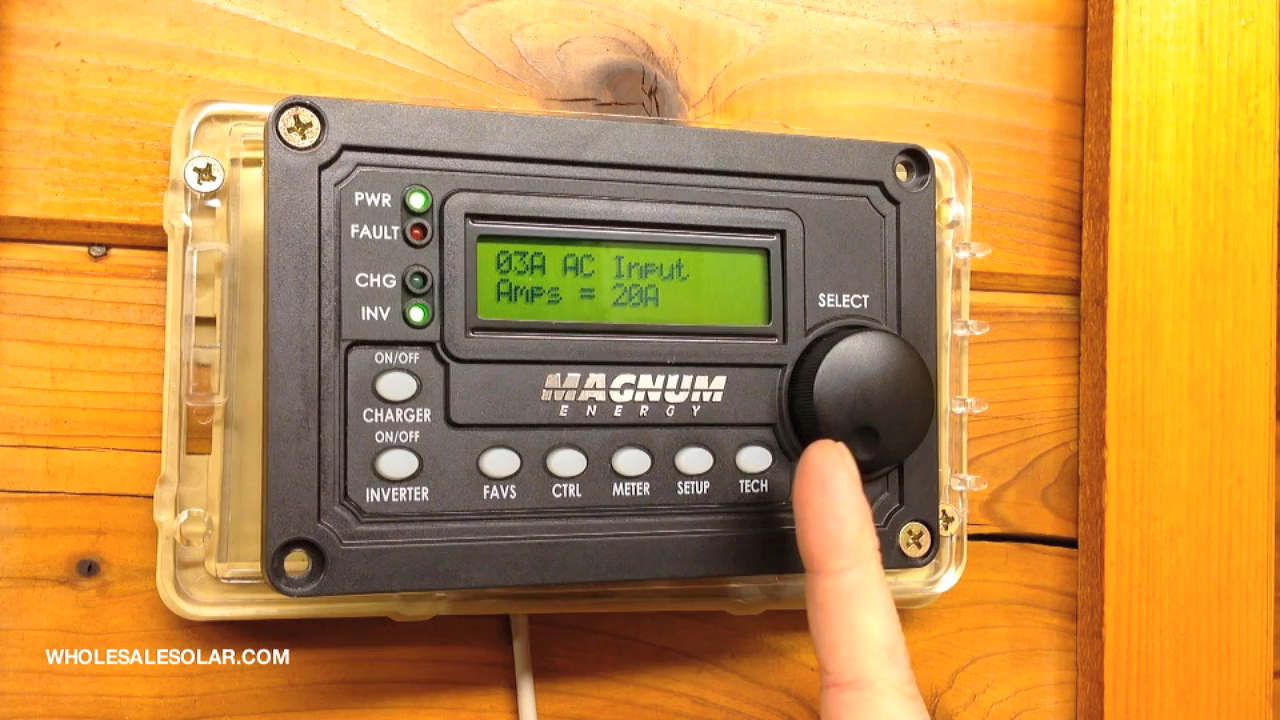 PWR
FAULT
CHG
INV
03A AC Input
Amps = 20A
SELECT
ON/OFF
CHARGER
ON/OFF
INVERTER
MAGNUM
ENERGY
FAVS
CTRL
METER
SETUP
TECH
WHOLESALESOLAR.COM